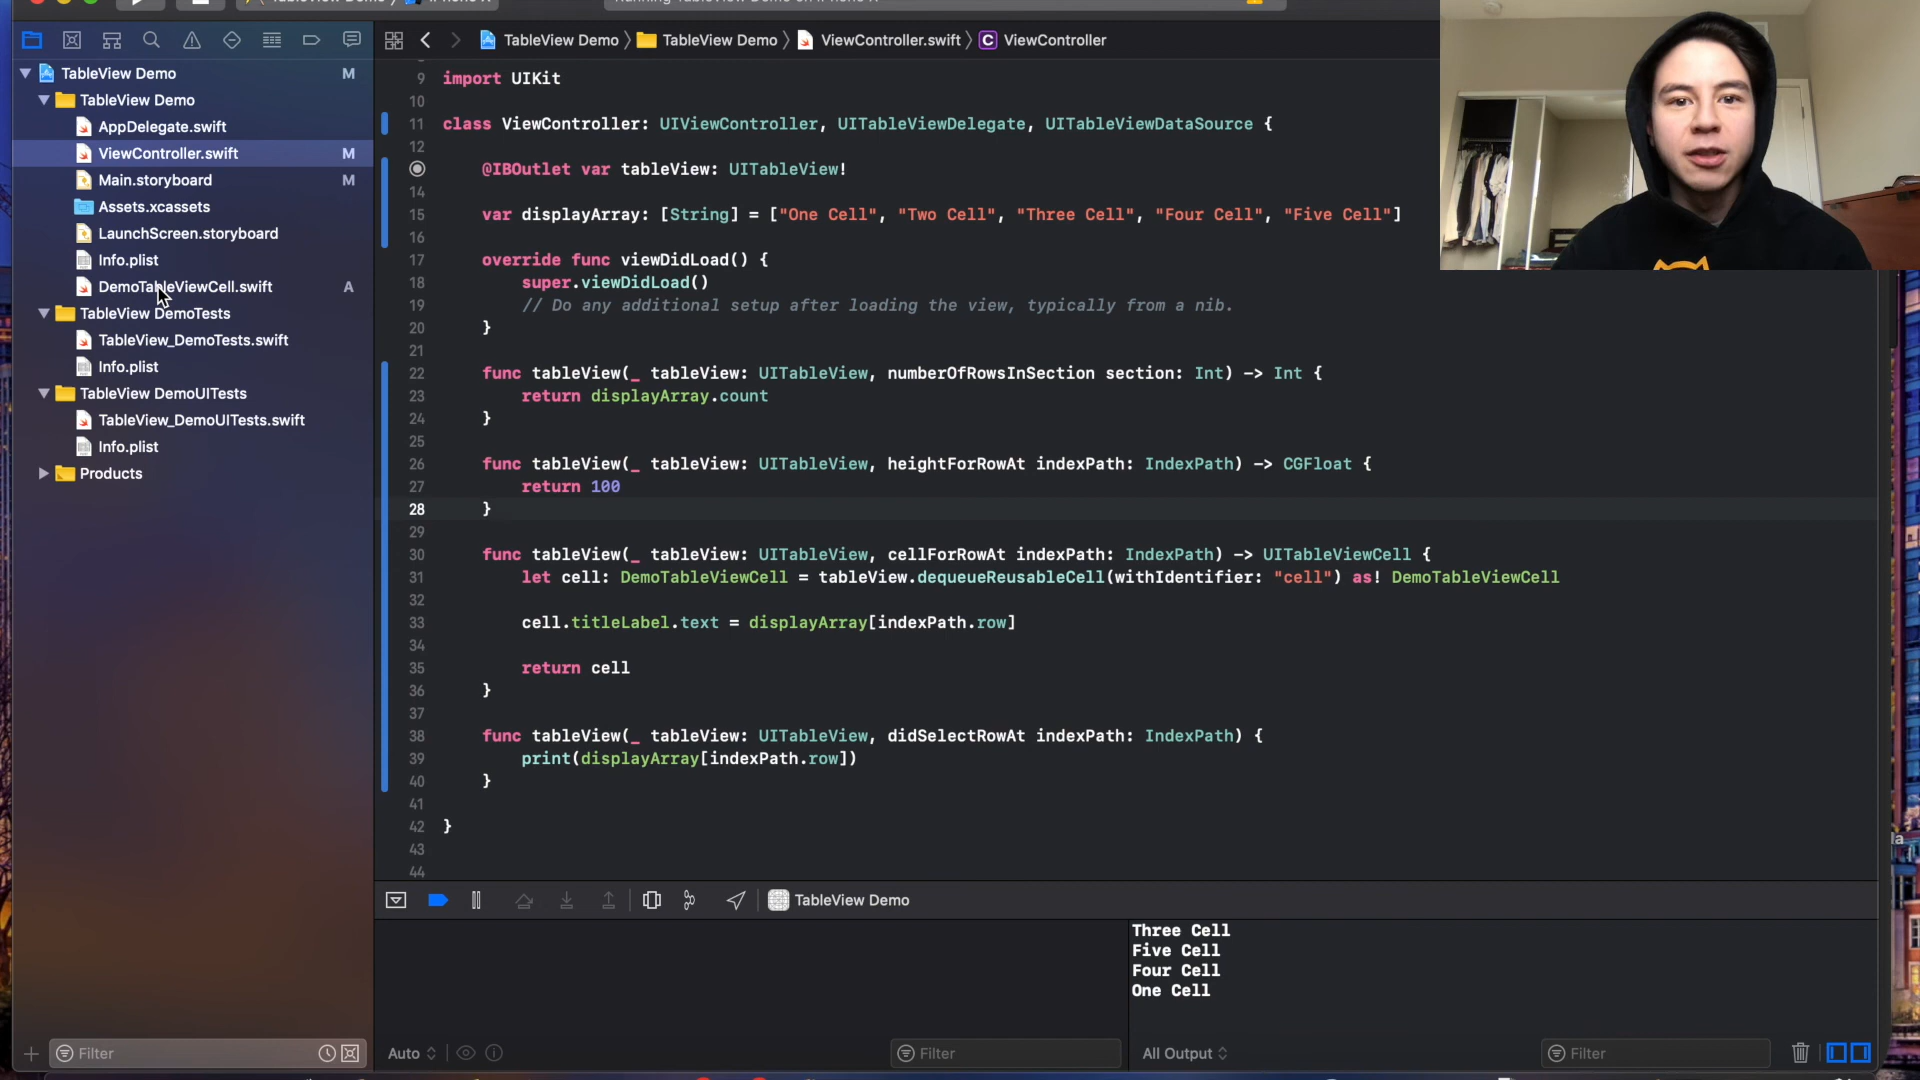 TableView Demo
TableView Demo
ViewController.swift
ViewController
TableView Demo M
TableView Demo
AppDelegate.swift
ViewController.swift M
Main.storyboard M
Assets.xcassets
LaunchScreen.storyboard
Info.plist
DemoTableViewCell.swift A
TableView DemoTests
TableView_DemoTests.swift
Info.plist
TableView DemoUITests
TableView_DemoUITests.swift
Info.plist
Products
Filter
9 import UIKit
10
11 class ViewController: UIViewController, UITableViewDelegate, UITableViewDataSource {
12
@IBOutlet var tableView: UITableView!
14
15 var displayArray: [String] = ["One Cell", "Two Cell", "Three Cell", "Four Cell", "Five Cell"]
16
17 override func viewDidLoad() {
18 super.viewDidLoad()
19 // Do any additional setup after loading the view, typically from a nib.
20 }
21
22 func tableView(_ tableView: UITableView, numberOfRowsInSection section: Int) -> Int {
23 return displayArray.count
24 }
25
26 func tableView(_ tableView: UITableView, heightForRowAt indexPath: IndexPath) -> CGFloat {
27 return 100
28 }
29
30 func tableView(_ tableView: UITableView, cellForRowAt indexPath: IndexPath) -> UITableViewCell {
31 let cell: DemoTableViewCell = tableView.dequeueReusableCell(withIdentifier: "cell") as! DemoTableViewCell
32
33 cell.titleLabel.text = displayArray[indexPath.row]
34
35 return cell
36 }
37
38 func tableView(_ tableView: UITableView, didSelectRowAt indexPath: IndexPath) {
39 print(displayArray[indexPath.row])
40 }
41
42 }
43
44
TableView Demo
Three Cell
Five Cell
Four Cell
One Cell
Auto
Filter
All Output
Filter